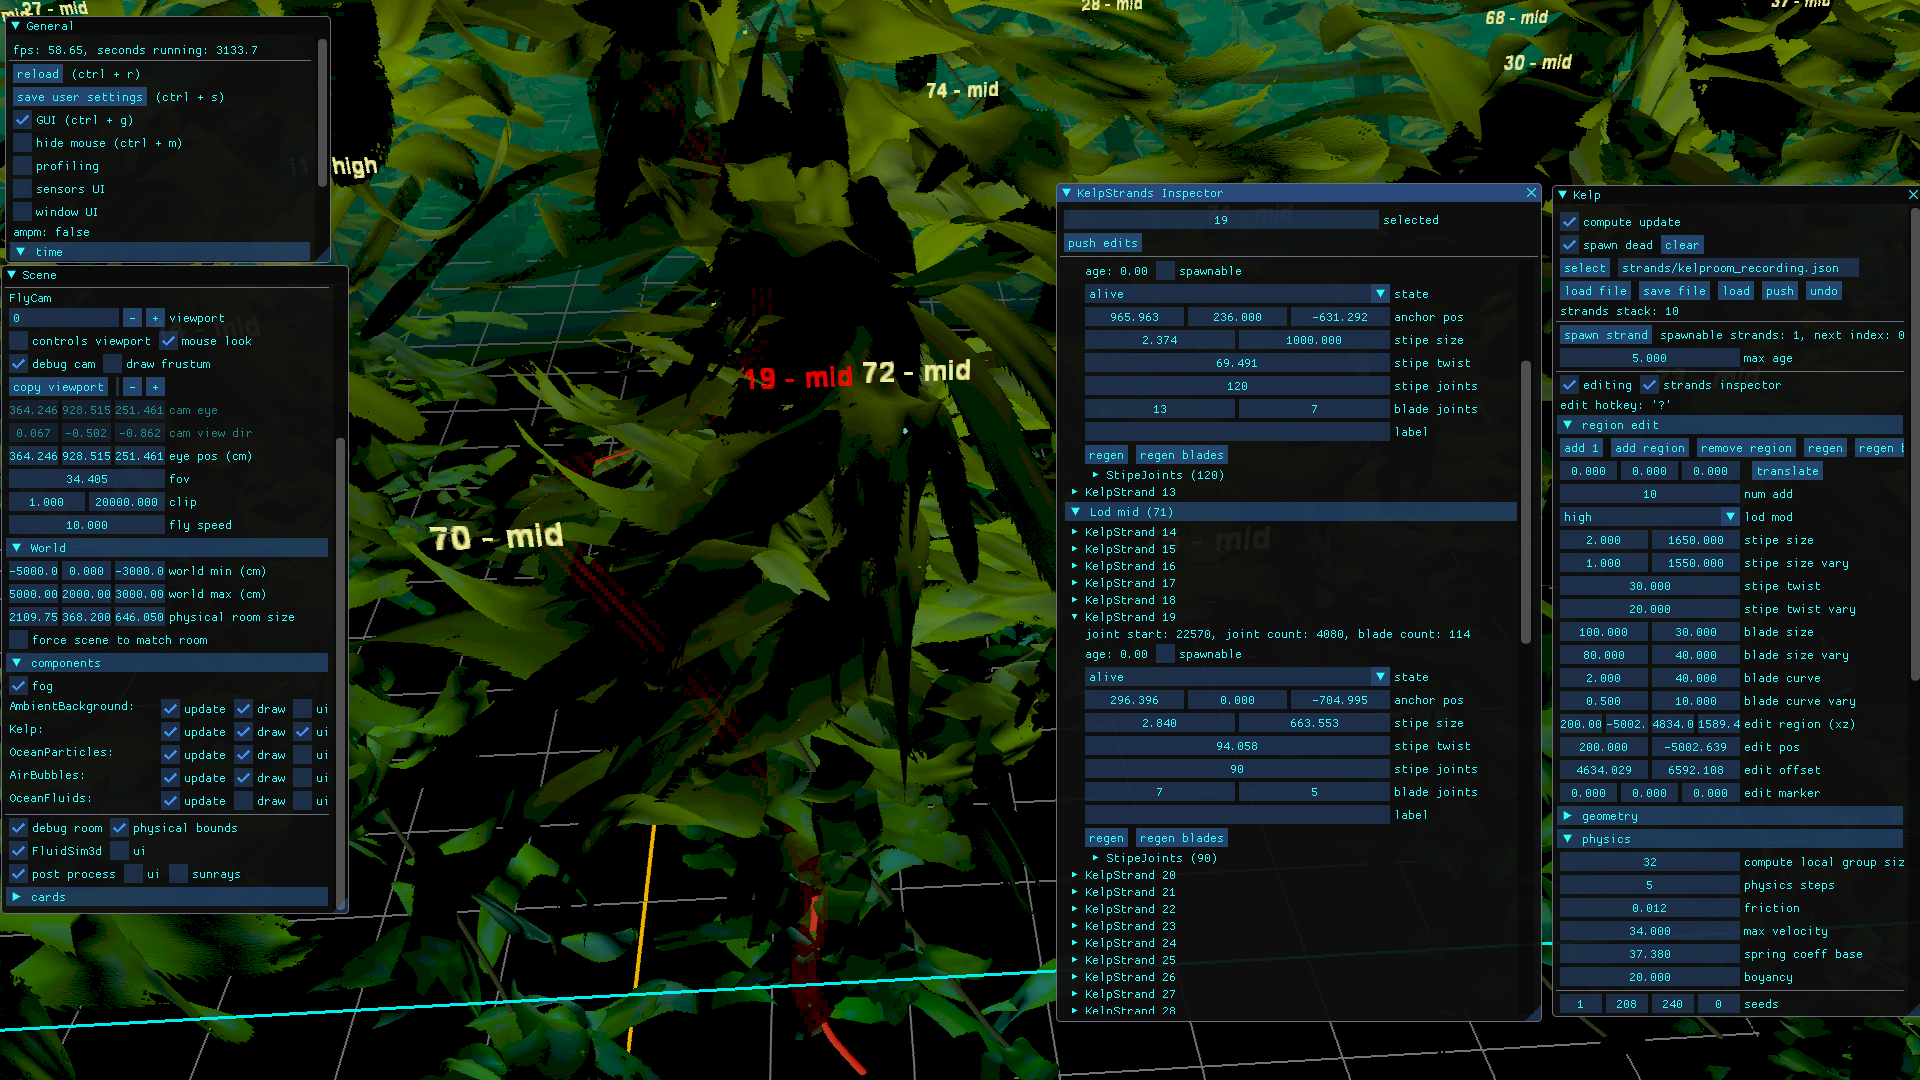 27 - mid
28 - mid
68 - mid
37 - mid
30 - mid
74 - mid
high
19 - mid
72 - mid
70 - mid
General
fps: 58.65, seconds running: 3133.7
reload (ctrl + r)
save user settings (ctrl + s)
GUI (ctrl + g)
hide mouse (ctrl + m)
profiling
sensors UI
window UI
ampm: false
time
Scene
FlyCam
0 - + viewport
controls viewport mouse look
debug cam draw frustum
copy viewport - +
364.246 928.515 251.461 cam eye
0.067 -0.502 -0.862 cam view dir
364.246 928.515 251.461 eye pos (cm)
34.405 fov
1.000 20000.000 clip
10.000 fly speed
World
-5000.0 0.000 -3000.0 world min (cm)
5000.00 2000.00 3000.00 world max (cm)
2109.75 368.200 646.050 physical room size
force scene to match room
components
fog
AmbientBackground: update draw ui
Kelp: update draw ui
OceanParticles: update draw ui
AirBubbles: update draw ui
OceanFluids: update draw ui
debug room physical bounds
FluidSim3d ui
post process ui sunrays
cards
KelpStrands Inspector
19 selected
push edits
age: 0.00 spawnable
alive state
965.963 236.000 -631.292 anchor pos
2.374 1000.000 stipe size
69.491 stipe twist
120 stipe joints
13 7 blade joints
label
regen regen blades
StipeJoints (120)
KelpStrand 13
Lod mid (71)
KelpStrand 14
KelpStrand 15
KelpStrand 16
KelpStrand 17
KelpStrand 18
KelpStrand 19
joint start: 22570, joint count: 4080, blade count: 114
age: 0.00 spawnable
alive state
296.396 0.000 -704.995 anchor pos
2.840 663.553 stipe size
94.058 stipe twist
90 stipe joints
7 5 blade joints
label
regen regen blades
StipeJoints (90)
KelpStrand 20
KelpStrand 21
KelpStrand 22
KelpStrand 23
KelpStrand 24
KelpStrand 25
KelpStrand 26
KelpStrand 27
KelpStrand 28
Kelp
compute update
spawn dead clear
select strands/kelproom_recording.json
load file save file load push undo
strands stack: 10
spawn strand spawnable strands: 1, next index: 0
5.000 max age
editing strands inspector
edit hotkey: '?'
region edit
add 1 add region remove region regen regen b
0.000 0.000 0.000 translate
10 num add
high lod mod
2.000 1650.000 stipe size
1.000 1550.000 stipe size vary
30.000 stipe twist
20.000 stipe twist vary
100.000 30.000 blade size
80.000 40.000 blade size vary
2.000 40.000 blade curve
0.500 10.000 blade curve vary
200.00 -5002. 4834.0 1589.4 edit region (xz)
200.000 -5002.639 edit pos
4634.029 6592.108 edit offset
0.000 0.000 0.000 edit marker
geometry
physics
32 compute local group siz
5 physics steps
0.012 friction
34.000 max velocity
37.380 spring coeff base
20.000 boyancy
1 208 240 0 seeds